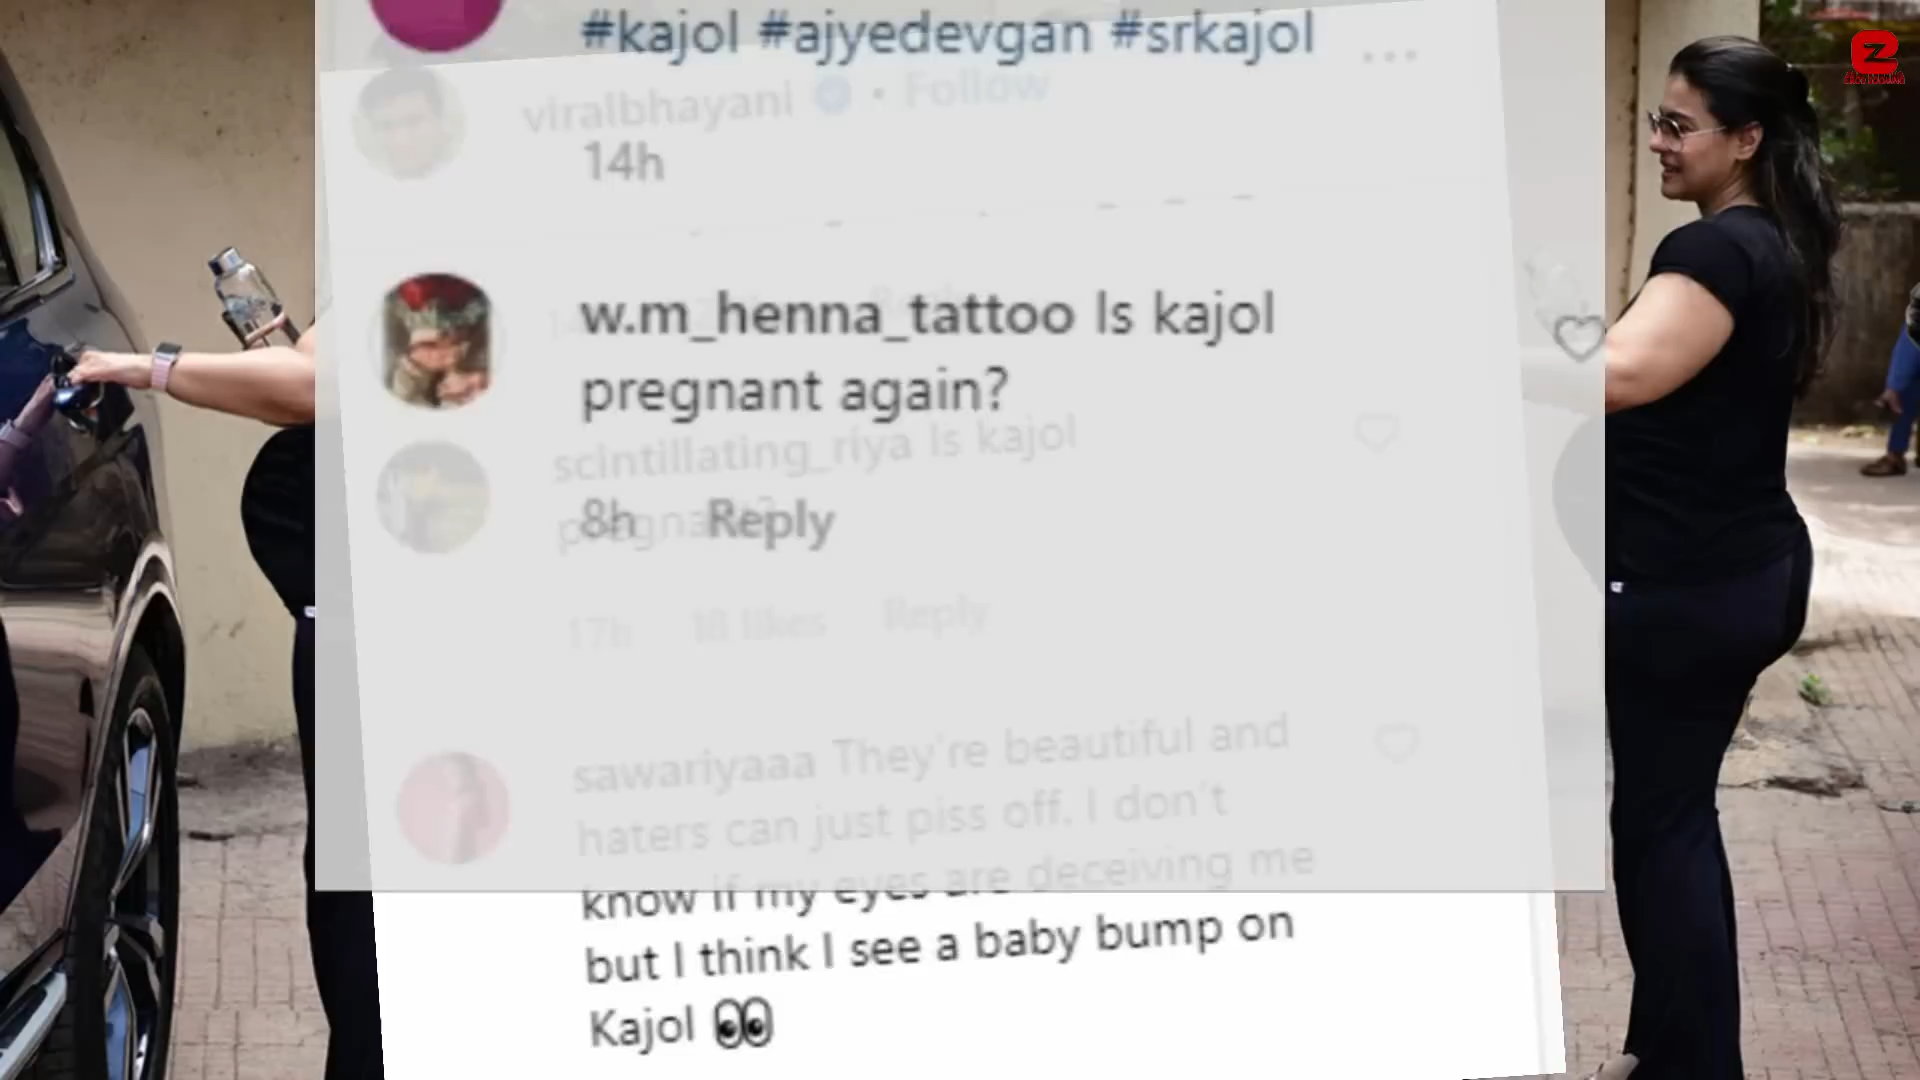 #kajol #ajyedevgan #srkajol
viralbhayani • Follow
14h
w.m_henna_tattoo Is kajol
pregnant again?
scintillating_riya Is kajol
8h Reply
17h 18 likes Reply
sawariyaaa They're beautiful and
haters can just piss off. I don't
know if my eyes are deceiving me
but I think I see a baby bump on
Kajol 👀